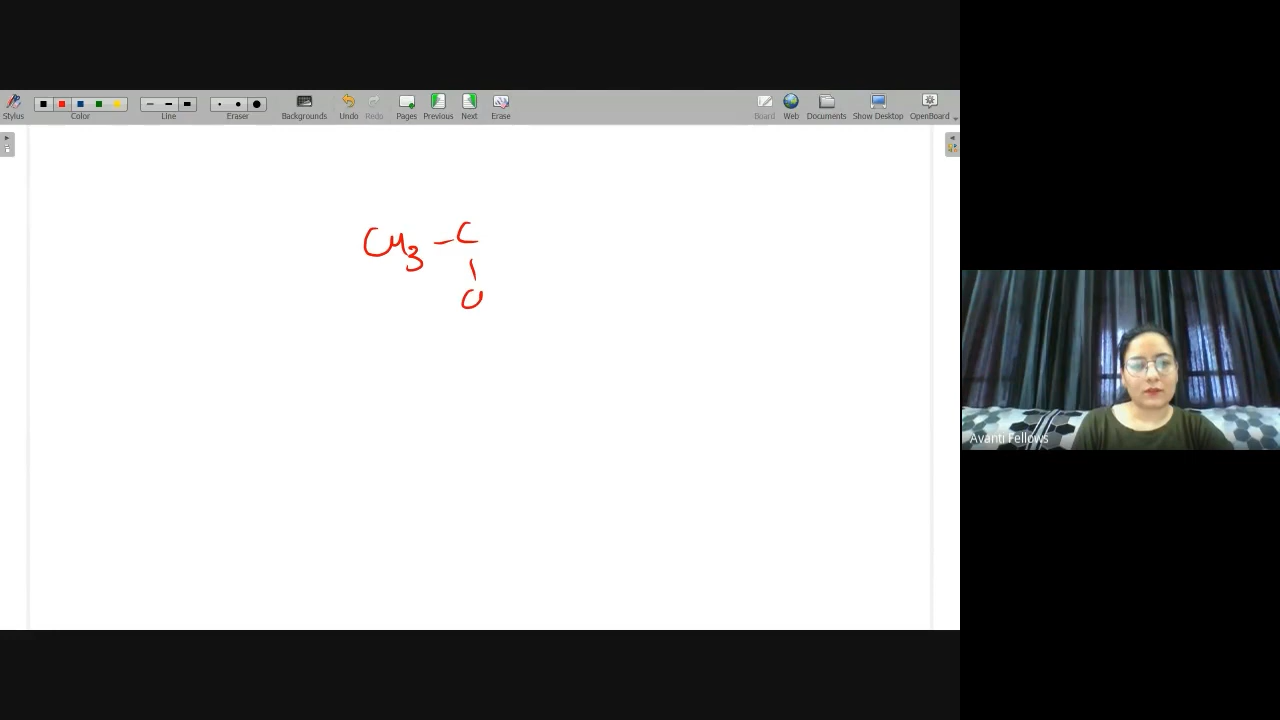 Stylus
Color
Line
Eraser
Backgrounds
Undo
Redo
Pages
Previous
Next
Erase
Board
Web
Documents
Show Desktop
OpenBoard
CH3 – C
|
O
Avanti Fellows